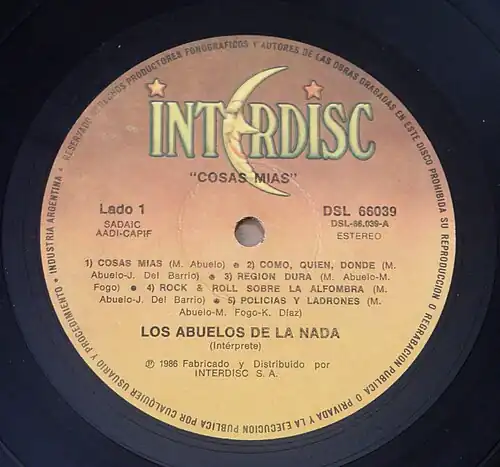 INTERDISC
"COSAS MIAS"
Lado 1
SADAIC
AADI-CAPIF
DSL 66039
DSL-66.039-A
ESTEREO
1) COSAS MIAS (M. Abuelo) ● 2) COMO, QUIEN, DONDE (M.
Abuelo-J. Del Barrio) ● 3) REGION DURA (M. Abuelo-M.
Fogo) ● 4) ROCK & ROLL SOBRE LA ALFOMBRA (M.
Abuelo-J. Del Barrio) ● 5) POLICIAS Y LADRONES (M.
Abuelo-M. Fogo-K. Díaz)
LOS ABUELOS DE LA NADA
(Intérprete)
℗ 1986 Fabricado y Distribuido por
INTERDISC S. A.
INDUSTRIA ARGENTINA • RESERVADO DERECHOS PRODUCTORES FONOGRAFICOS Y AUTORES DE LAS OBRAS GRABADAS EN ESTE DISCO PROHIBIDA SU REPRODUCCION O REGRABACION PUBLICA O PRIVADA Y LA EJECUCION PUBLICA POR CUALQUIER USUARIO Y PROCEDIMIENTO •